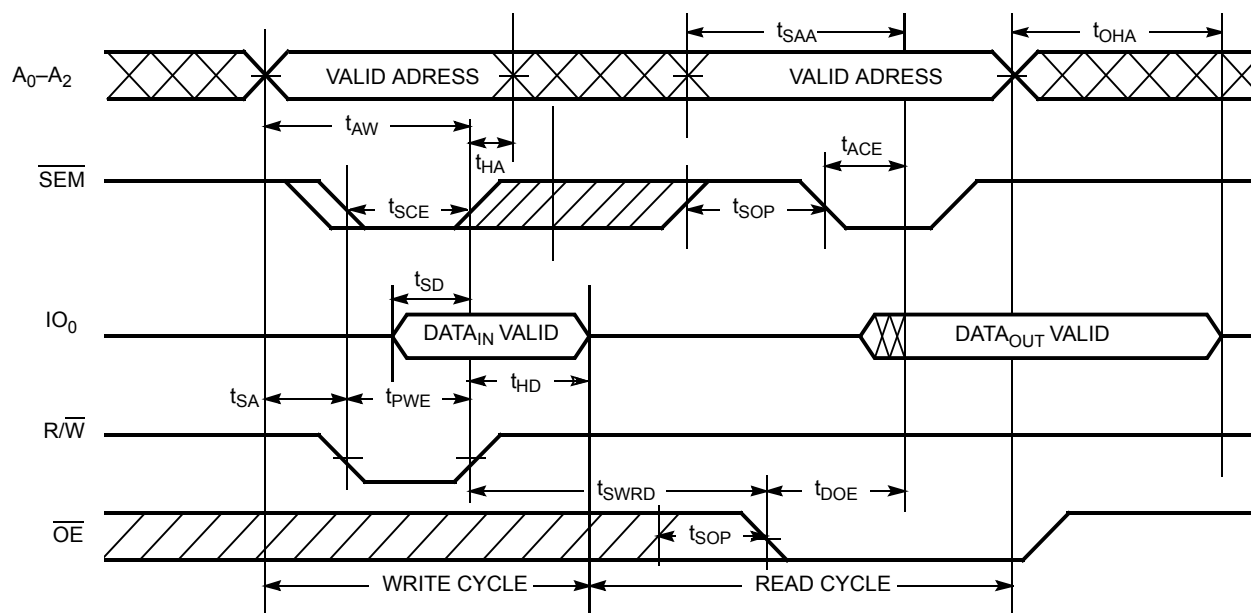 tSAA
tOHA
A0–A2
VALID ADRESS
VALID ADRESS
tAW
tHA
tACE
SEM
tSCE
tSOP
tSD
IO0
DATAIN VALID
DATAOUT VALID
tSA
tPWE
tHD
R/W
tSWRD
tDOE
OE
tSOP
WRITE CYCLE
READ CYCLE